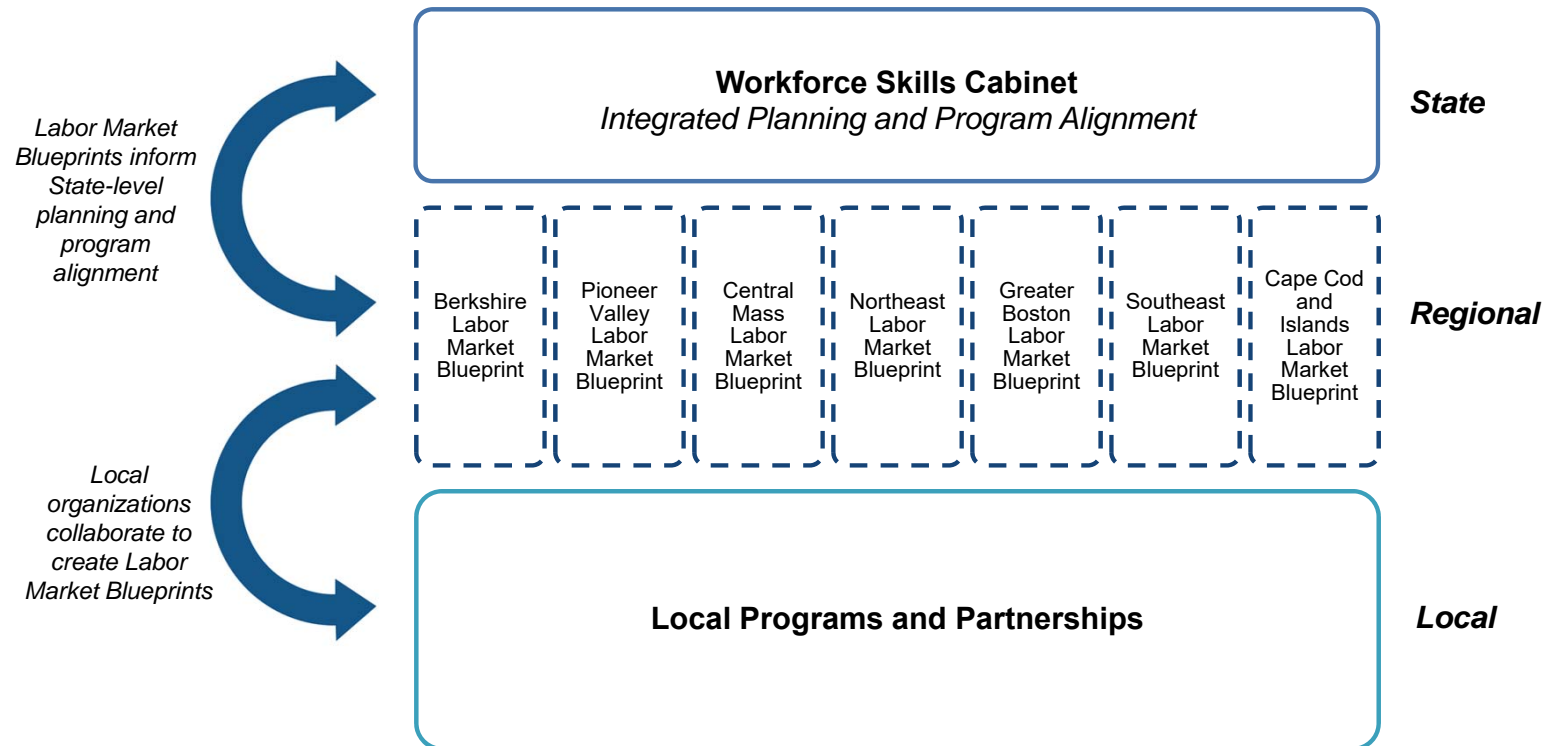 Workforce Skills Cabinet
Integrated Planning and Program Alignment
State
Labor Market
Blueprints inform
State-level
planning and
program
alignment
Berkshire
Labor
Market
Blueprint
Pioneer
Valley
Labor
Market
Blueprint
Central
Mass
Labor
Market
Blueprint
Northeast
Labor
Market
Blueprint
Greater
Boston
Labor
Market
Blueprint
Southeast
Labor
Market
Blueprint
Cape Cod
and
Islands
Labor
Market
Blueprint
Regional
Local
organizations
collaborate to
create Labor
Market Blueprints
Local Programs and Partnerships
Local